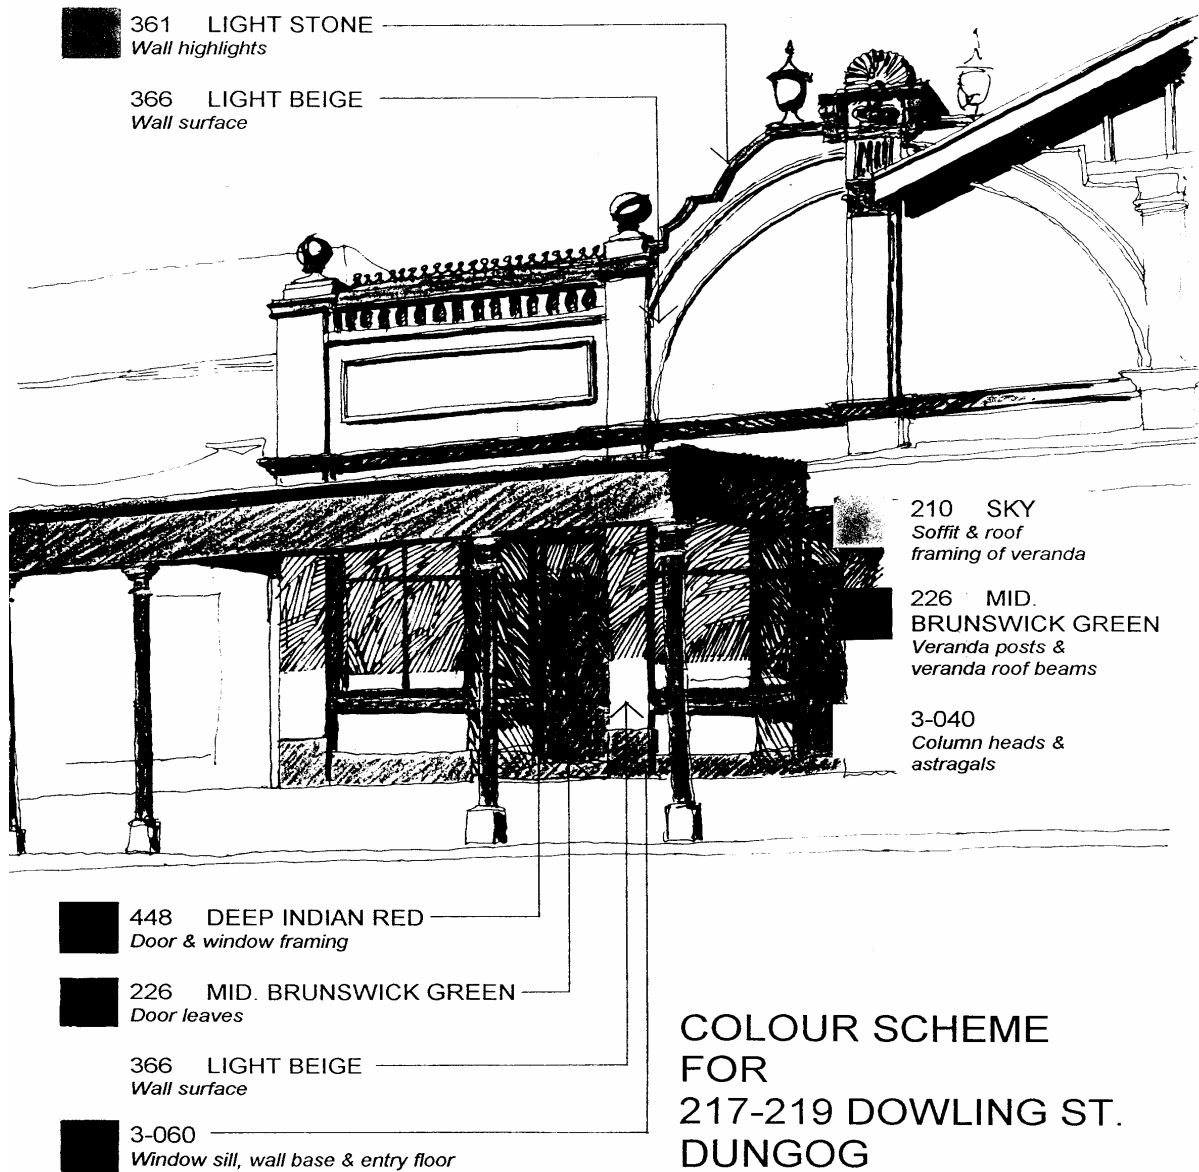 361 LIGHT STONE
Wall highlights
366 LIGHT BEIGE
Wall surface
210 SKY
Soffit & roof
framing of veranda
226 MID.
BRUNSWICK GREEN
Veranda posts &
veranda roof beams
3-040
Column heads &
astragals
448 DEEP INDIAN RED
Door & window framing
226 MID. BRUNSWICK GREEN
Door leaves
366 LIGHT BEIGE
Wall surface
3-060
Window sill, wall base & entry floor
COLOUR SCHEME
FOR
217-219 DOWLING ST.
DUNGOG